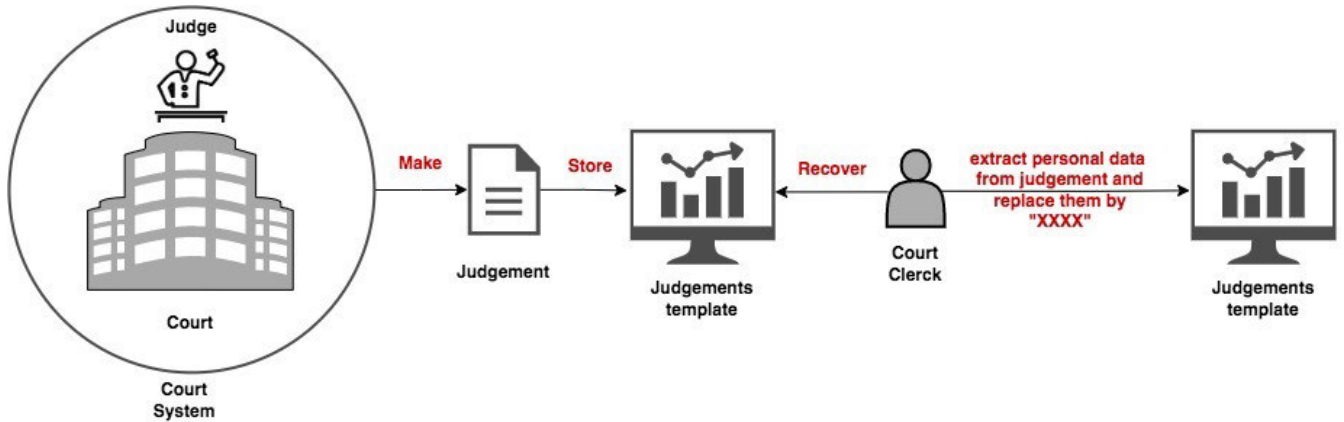 Judge
Court
Court
System
Make
Judgement
Store
Judgements
template
Recover
Court
Clerck
extract personal data
from judgement and
replace them by
"XXXX"
Judgements
template